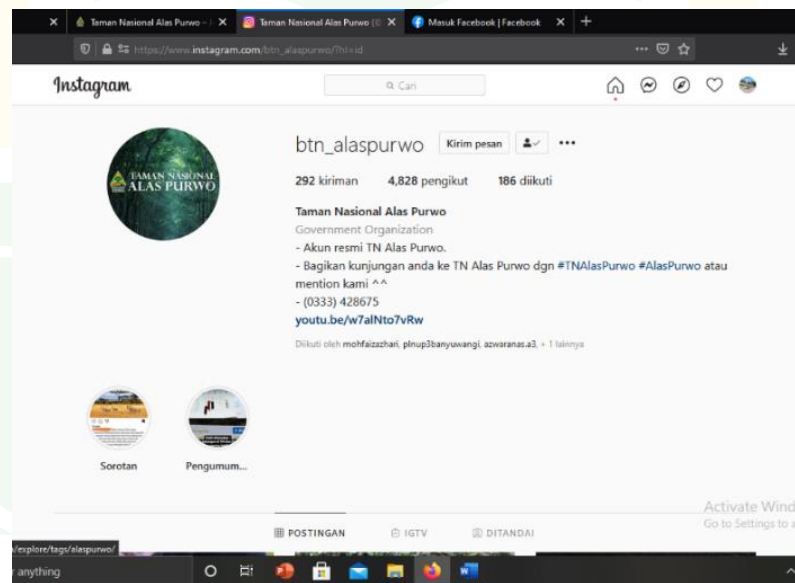 Taman Nasional Alas Purwo –
Taman Nasional Alas Purwo (
Masuk Facebook | Facebook
https://www.instagram.com/btn_alaspurwo/?hl=id
Instagram
Cari
TAMAN NASIONAL
ALAS PURWO
btn_alaspurwo Kirim pesan
292 kiriman 4,828 pengikut 186 diikuti
Taman Nasional Alas Purwo
Government Organization
- Akun resmi TN Alas Purwo.
- Bagikan kunjungan anda ke TN Alas Purwo dgn #TNAlasPurwo #AlasPurwo atau
mention kami ^^
- (0333) 428675
youtu.be/w7alNto7vRw
Diikuti oleh mohfaizazhari, plnup3banyuwangi, azwaranas.a3, + 1 lainnya
Sorotan Pengumum...
Activate Wind
Go to Settings to a
POSTINGAN IGTV DITANDAI
/explore/tags/alaspurwo/
r anything